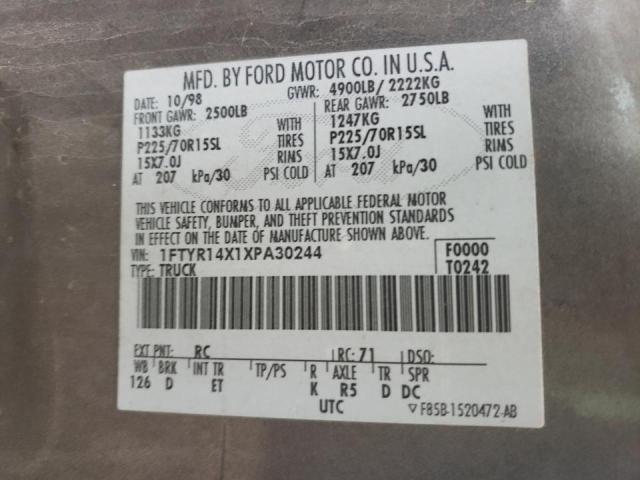 MFD. BY FORD MOTOR CO. IN U.S.A.
DATE: 10/98 GVWR: 4900LB/ 2222KG
FRONT GAWR: 2500LB REAR GAWR: 2750LB
1133KG WITH 1247KG WITH
P225/70R15SL TIRES P225/70R15SL TIRES
15X7.0J RIMS 15X7.0J RIMS
AT 207 kPa/30 PSI COLD AT 207 kPa/30 PSI COLD
THIS VEHICLE CONFORMS TO ALL APPLICABLE FEDERAL MOTOR
VEHICLE SAFETY, BUMPER, AND THEFT PREVENTION STANDARDS
IN EFFECT ON THE DATE OF MANUFACTURE SHOWN ABOVE.
VIN: 1FTYR14X1XPA30244 F0000
TYPE: TRUCK T0242
EXT PNT: RC RC: 71 DSO:
WB BRK INT TR TP/PS R AXLE TR SPR
126 D ET K R5 D DC
UTC ▽ F85B-1520472-AB